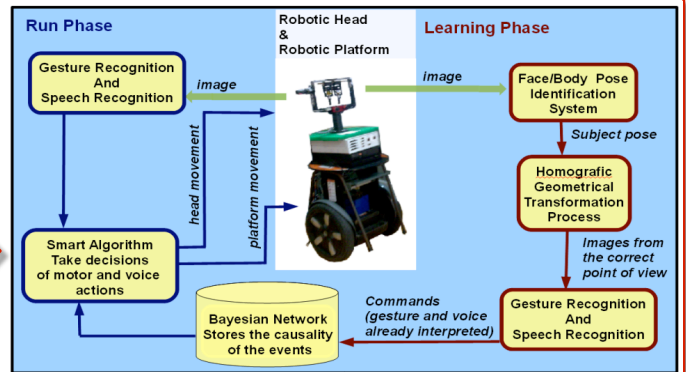 Run Phase
Robotic Head
&
Robotic Platform
Learning Phase
Gesture Recognition
And
Speech Recognition
image
image
Face/Body Pose
Identification
System
head movement
platform movement
Subject pose
Homografic
Geometrical
Transformation
Process
Smart Algorithm
Take decisions
of motor and voice
actions
Images from
the correct
point of view
Bayesian Network
Stores the causality
of the events
Commands
(gesture and voice
already interpreted)
Gesture Recognition
And
Speech Recognition